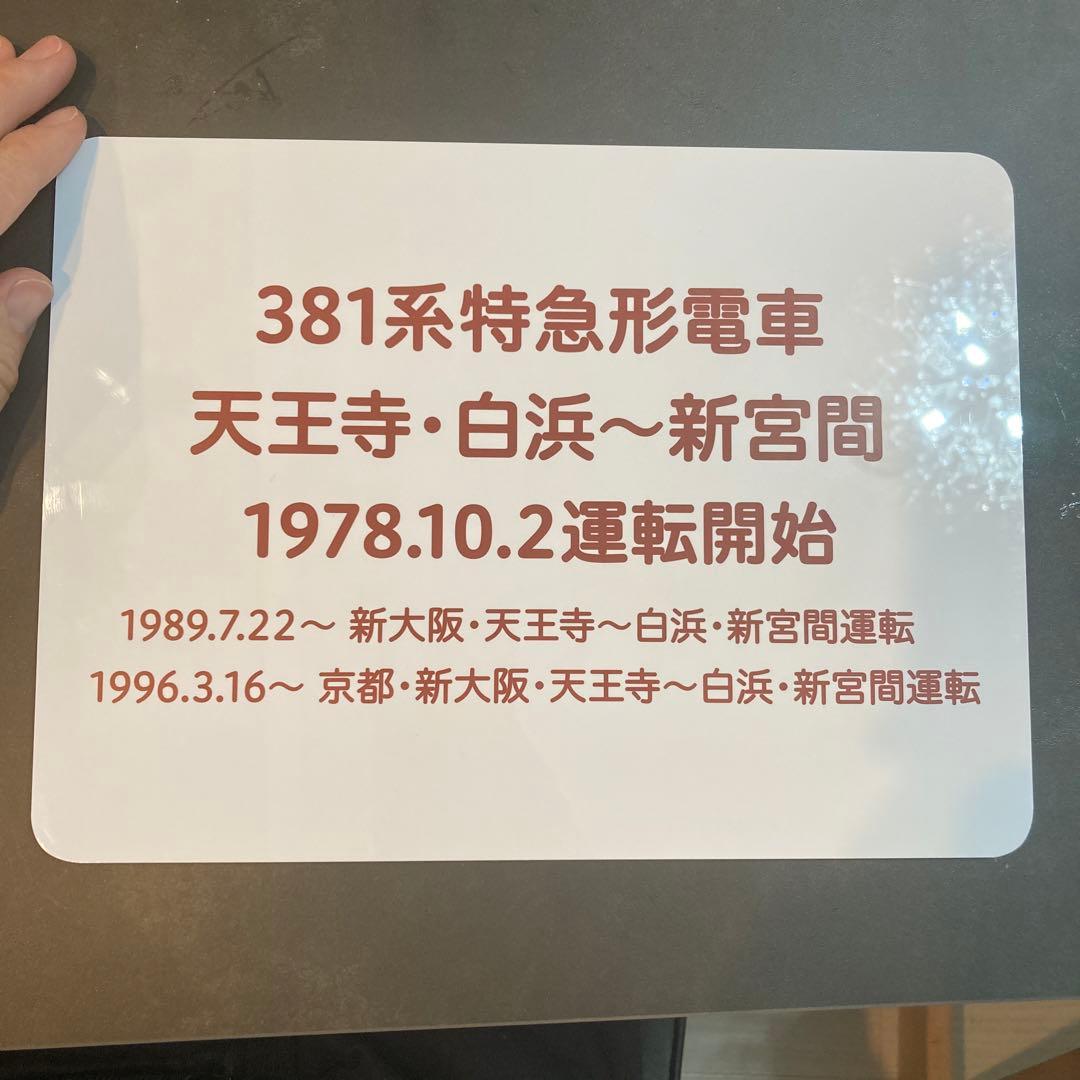 381系特急形電車
天王寺・白浜〜新宮間
1978.10.2運転開始
1989.7.22〜 新大阪・天王寺〜白浜・新宮間運転
1996.3.16〜 京都・新大阪・天王寺〜白浜・新宮間運転